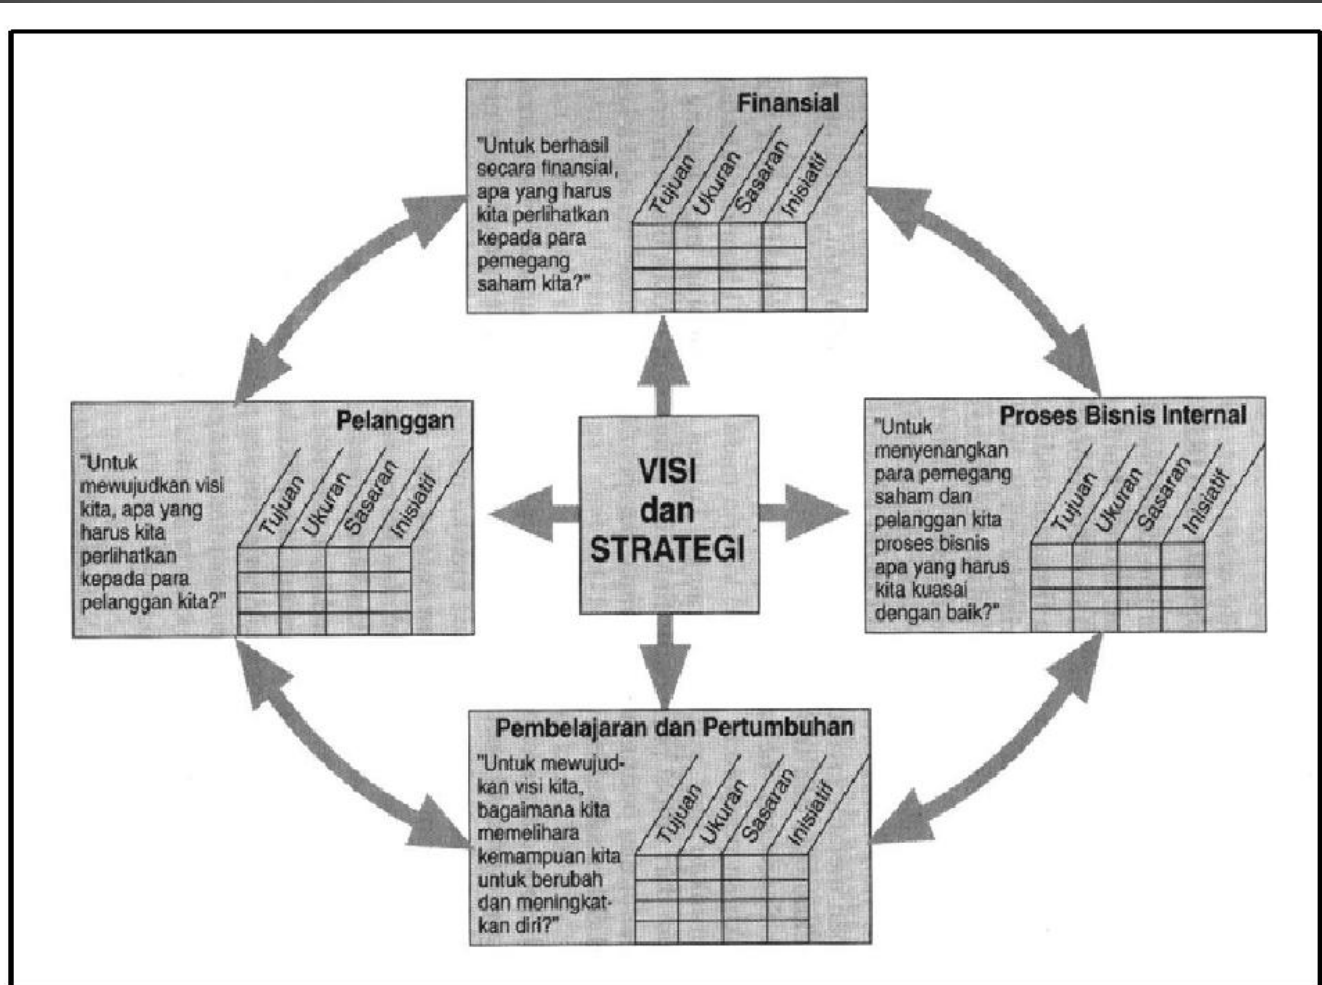 Finansial
"Untuk berhasil
secara finansial,
apa yang harus
kita perlihatkan
kepada para
pemegang
saham kita?"
Tujuan
Ukuran
Sasaran
Inisiatif
Pelanggan
"Untuk
mewujudkan visi
kita, apa yang
harus kita
perlihatkan
kepada para
pelanggan kita?"
Tujuan
Ukuran
Sasaran
Inisiatif
VISI
dan
STRATEGI
Proses Bisnis Internal
"Untuk
menyenangkan
para pemegang
saham dan
pelanggan kita
proses bisnis
apa yang harus
kita kuasai
dengan baik?"
Tujuan
Ukuran
Sasaran
Inisiatif
Pembelajaran dan Pertumbuhan
"Untuk mewujud-
kan visi kita,
bagaimana kita
memelihara
kemampuan kita
untuk berubah
dan meningkat-
kan diri?"
Tujuan
Ukuran
Sasaran
Inisiatif